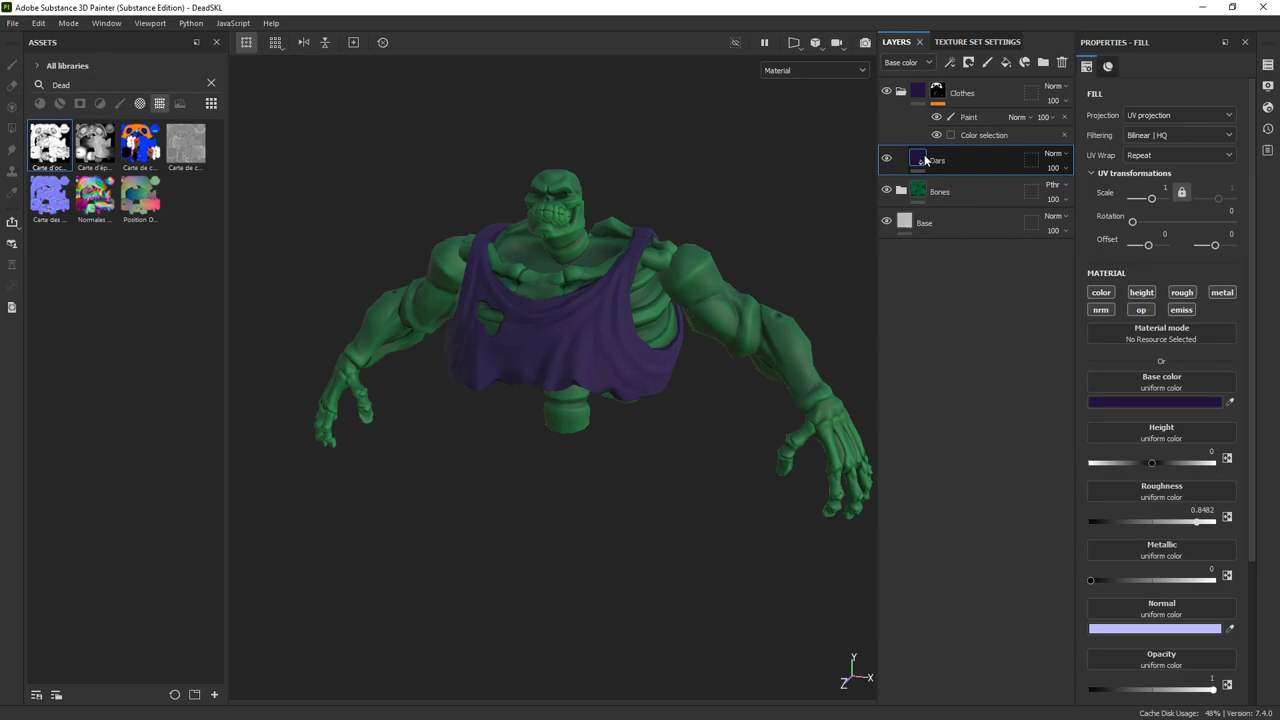 Adobe Substance 3D Painter (Substance Edition) - DeadSKL
File Edit Mode Window Viewport Python JavaScript Help
ASSETS
All libraries
Dead
Carte d'oc...
Carte d'ép...
Carte de c...
Carte de c...
Carte des ...
Normales ...
Position D...
Material
LAYERS
TEXTURE SET SETTINGS
Base color
Clothes
Norm
100
Paint
Norm
100
Color selection
Dars
Norm
100
Bones
Pthr
100
Base
Norm
100
PROPERTIES - FILL
FILL
Projection UV projection
Filtering Bilinear | HQ
UV Wrap Repeat
UV transformations
Scale 1 1
Rotation 0
Offset 0 0
MATERIAL
color height rough metal
nrm op emiss
Material mode
No Resource Selected
Or
Base color
uniform color
Height
uniform color
0
Roughness
uniform color
0.8482
Metallic
uniform color
0
Normal
uniform color
Opacity
uniform color
1
Y
X
Z
Cache Disk Usage: 48% | Version: 7.4.0